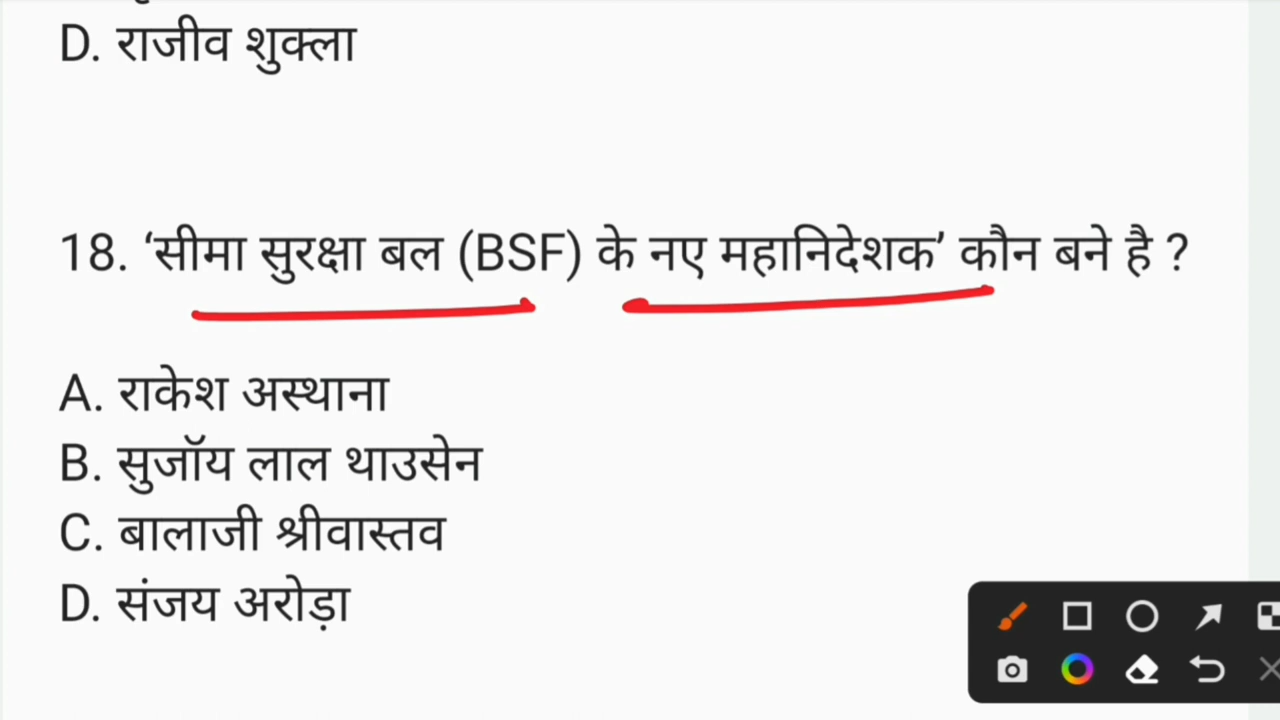 D. राजीव शुक्ला
18. ‘सीमा सुरक्षा बल (BSF) के नए महानिदेशक’ कौन बने है ?
A. राकेश अस्थाना
B. सुजॉय लाल थाउसेन
C. बालाजी श्रीवास्तव
D. संजय अरोड़ा